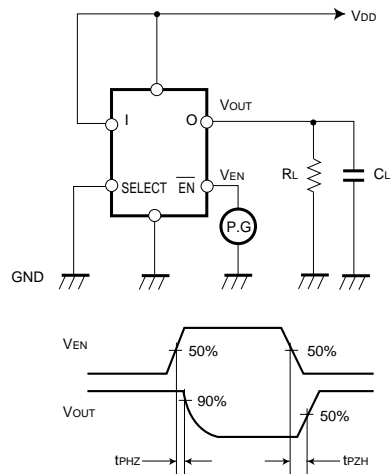 VDD
VOUT
I
O
VEN
SELECT
EN
RL
CL
P.G
GND
VEN
50%
50%
VOUT
90%
50%
tPHZ
tPZH